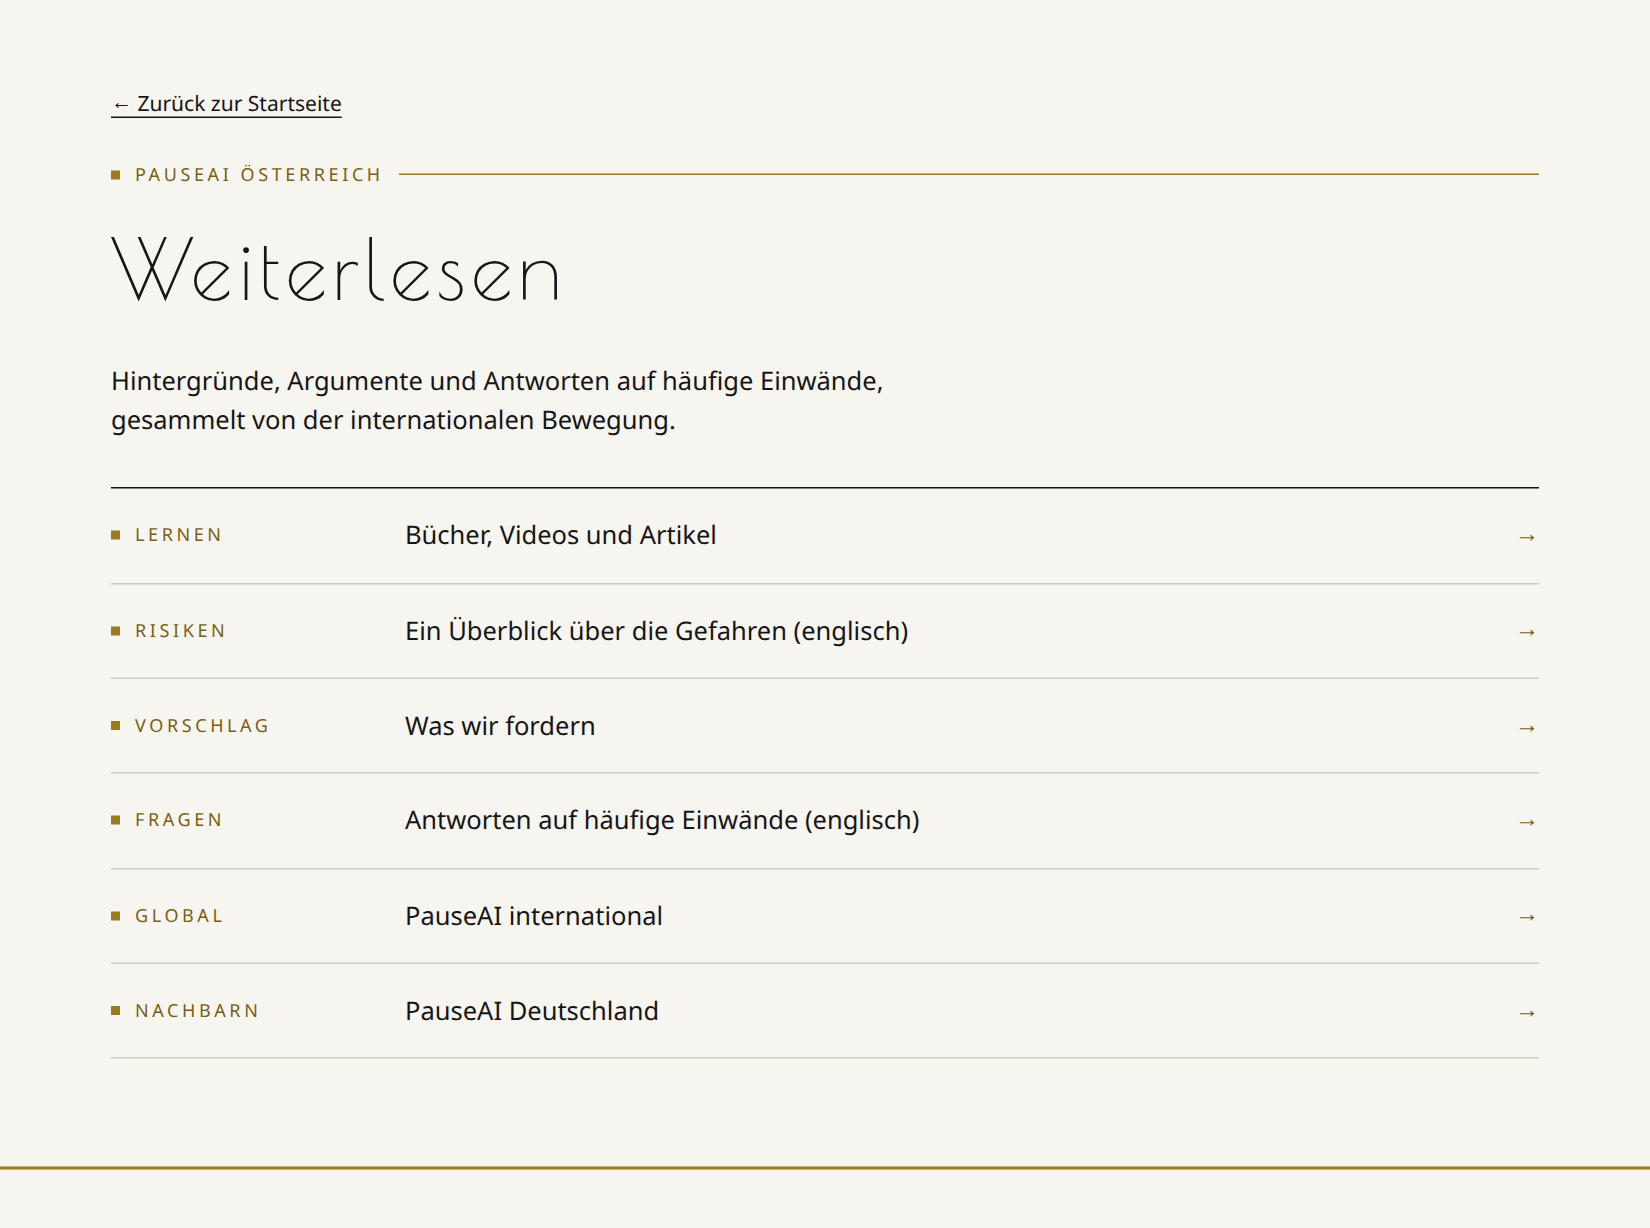 ← Zurück zur Startseite
PAUSEAI ÖSTERREICH
Weiterlesen
Hintergründe, Argumente und Antworten auf häufige Einwände,
gesammelt von der internationalen Bewegung.
LERNEN Bücher, Videos und Artikel →
RISIKEN Ein Überblick über die Gefahren (englisch) →
VORSCHLAG Was wir fordern →
FRAGEN Antworten auf häufige Einwände (englisch) →
GLOBAL PauseAI international →
NACHBARN PauseAI Deutschland →